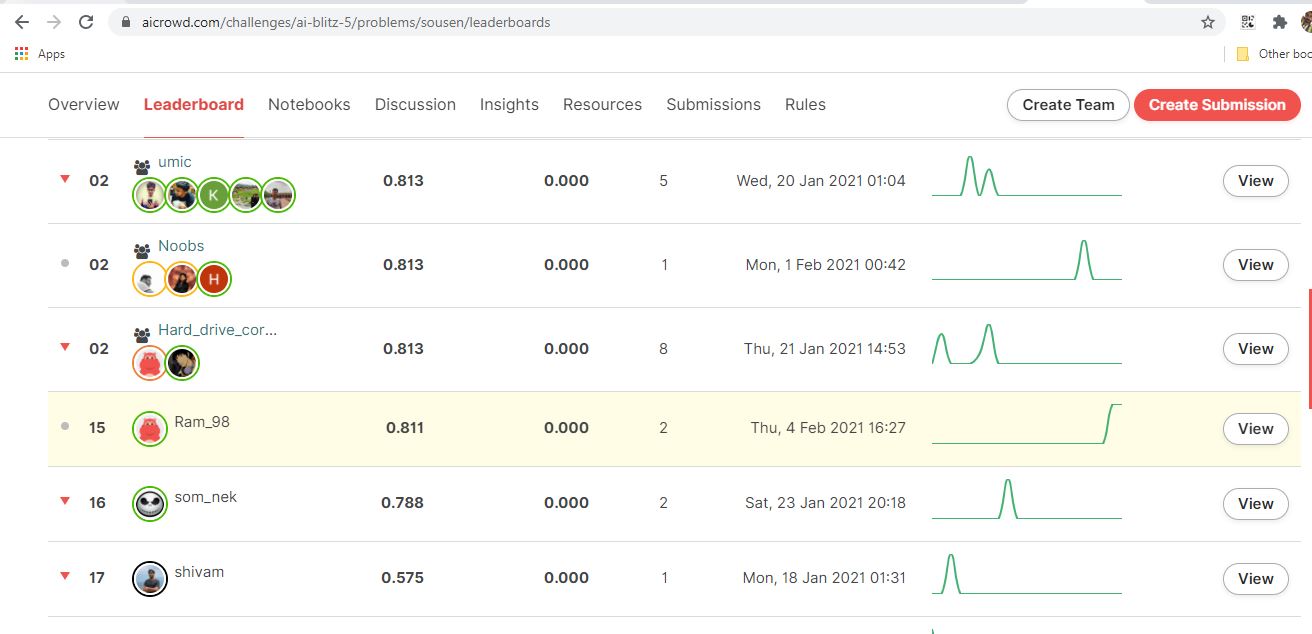 aicrowd.com/challenges/ai-blitz-5/problems/sousen/leaderboards
Apps
Other boo
Overview Leaderboard Notebooks Discussion Insights Resources Submissions Rules Create Team Create Submission
umic
02 0.813 0.000 5 Wed, 20 Jan 2021 01:04 View
K
Noobs
02 0.813 0.000 1 Mon, 1 Feb 2021 00:42 View
H
Hard_drive_cor...
02 0.813 0.000 8 Thu, 21 Jan 2021 14:53 View
15 Ram_98 0.811 0.000 2 Thu, 4 Feb 2021 16:27 View
16 som_nek 0.788 0.000 2 Sat, 23 Jan 2021 20:18 View
17 shivam 0.575 0.000 1 Mon, 18 Jan 2021 01:31 View